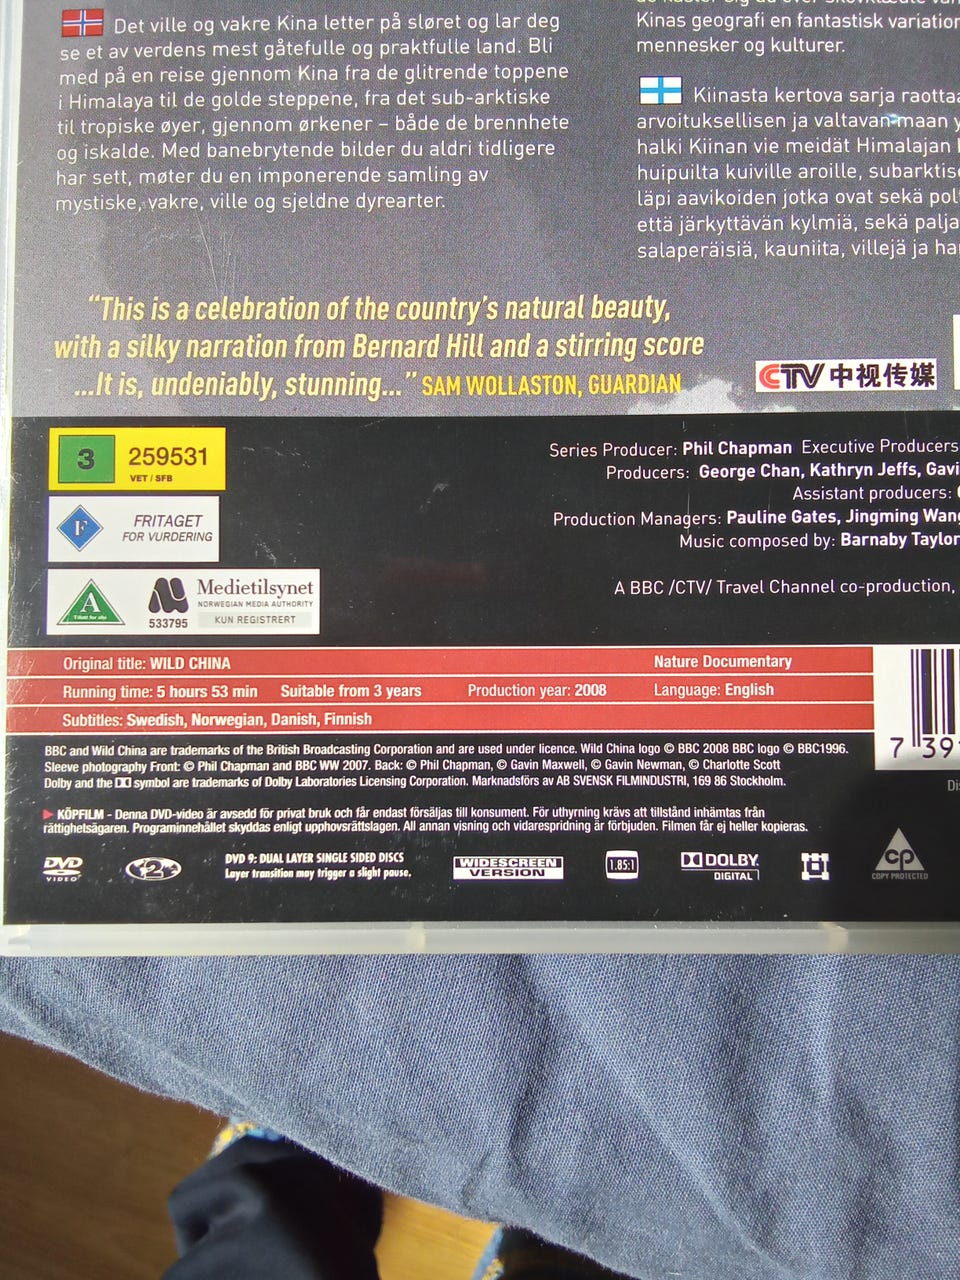 Det ville og vakre Kina letter på sløret og lar deg
se et av verdens mest gåtefulle og praktfulle land. Bli
med på en reise gjennom Kina fra de glitrende toppene
i Himalaya til de golde steppene, fra det sub-arktiske
til tropiske øyer, gjennom ørkener – både de brennhete
og iskalde. Med banebrytende bilder du aldri tidligere
har sett, møter du en imponerende samling av
mystiske, vakre, ville og sjeldne dyrearter.
Kinas geografi en fantastisk variation
mennesker og kulturer.
Kiinasta kertova sarja raottaa
arvoituksellisen ja valtavan maan y
halki Kiinan vie meidät Himalajan
huipuilta kuiville aroille, subarktise
läpi aavikoiden jotka ovat sekä pol
että järkyttävän kylmiä, sekä palja
salaperäisiä, kauniita, villejä ja ha
“This is a celebration of the country’s natural beauty,
with a silky narration from Bernard Hill and a stirring score
...It is, undeniably, stunning...” SAM WOLLASTON, GUARDIAN
CTV 中视传媒
3 259531
VET / SFB
F FRITAGET
FOR VURDERING
A Tillatt for alle
Medietilsynet
NORWEGIAN MEDIA AUTHORITY
533795 KUN REGISTRERT
Series Producer: Phil Chapman Executive Producers
Producers: George Chan, Kathryn Jeffs, Gavi
Assistant producers:
Production Managers: Pauline Gates, Jingming Wang
Music composed by: Barnaby Taylor
A BBC /CTV/ Travel Channel co-production,
Original title: WILD CHINA Nature Documentary
Running time: 5 hours 53 min Suitable from 3 years Production year: 2008 Language: English
Subtitles: Swedish, Norwegian, Danish, Finnish
7 39
BBC and Wild China are trademarks of the British Broadcasting Corporation and are used under licence. Wild China logo © BBC 2008 BBC logo © BBC1996.
Sleeve photography Front: © Phil Chapman and BBC WW 2007. Back: © Phil Chapman, © Gavin Maxwell, © Gavin Newman, © Charlotte Scott
Dolby and the DD symbol are trademarks of Dolby Laboratories Licensing Corporation. Marknadsförs av AB SVENSK FILMINDUSTRI, 169 86 Stockholm.
Dis
KÖPFILM - Denna DVD-video är avsedd för privat bruk och får endast försäljas till konsument. För uthyrning krävs att tillstånd inhämtas från
rättighetsägaren. Programinnehållet skyddas enligt upphovsrättslagen. All annan visning och vidarespridning är förbjuden. Filmen får ej heller kopieras.
DVD VIDEO
2
DVD 9: DUAL LAYER SINGLE SIDED DISCS
Layer transition may trigger a slight pause.
WIDESCREEN
VERSION
1.85:1
DOLBY
DIGITAL
cp
COPY PROTECTED